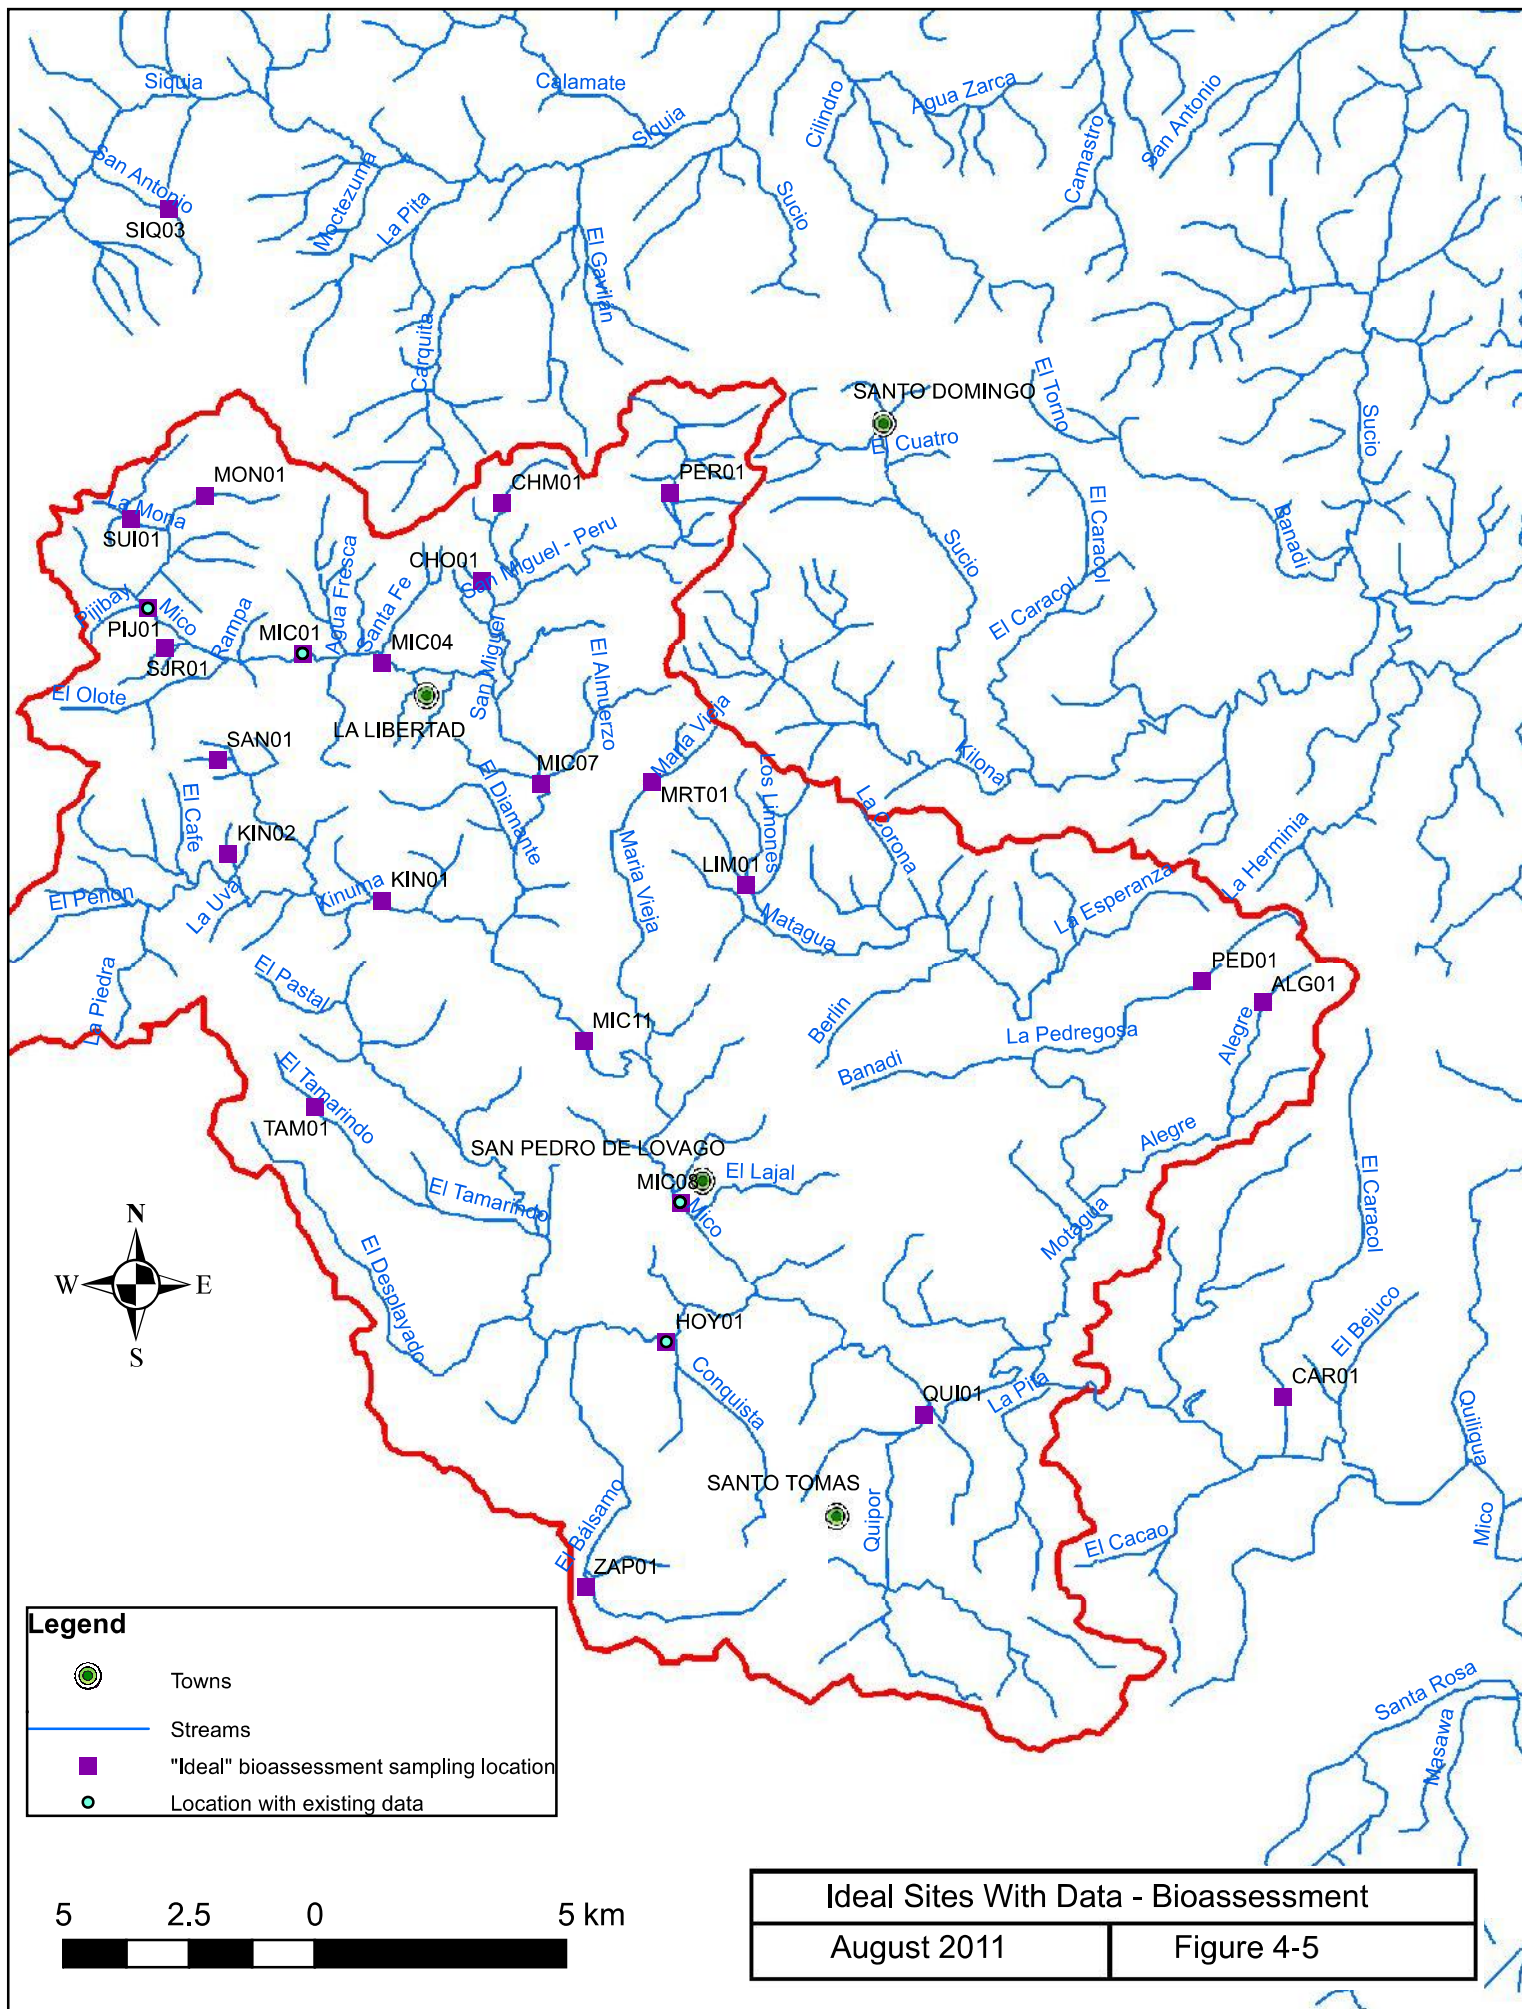 Siquia
Calamate
Siquia
Cilindro
Agua Zarca
Camastro
San Antonio
San Antonio
SIQ03
Moctezuma
La Pita
Sucio
El Gavilán
Carquita
SANTO DOMINGO
El Cuatro
El Torno
Sucio
MON01
La Mona
SUI01
CHM01
PER01
El Caracol
Banadi
CHO01
San Miguel - Peru
Sucio
Pijibay
PIJ01
Mico
SJR01
Rampa
MIC01
Agua Fresca
Santa Fe
MIC04
San Miguel
El Almuerzo
El Caracol
El Olote
LA LIBERTAD
SAN01
MIC07
Maria Vieja
MRT01
Los Limones
Kilona
El Cafe
El Diamante
La Corona
La Herminia
KIN02
Maria Vieja
LIM01
El Peñon
La Uva
Kinuma
KIN01
Matagua
La Esperanza
La Piedra
El Pastal
PED01
ALG01
MIC11
Berlin
La Pedregosa
Alegre
Banadi
El Tamarindo
TAM01
Alegre
SAN PEDRO DE LOVAGO
El Lajal
MIC08
Mico
El Tamarindo
Motagua
El Caracol
N
W
E
S
El Desplayado
HOY01
Conquista
El Bejuco
CAR01
QUI01
La Pita
Quiliqua
SANTO TOMAS
Quipor
El Bálsamo
El Cacao
Mico
ZAP01
Legend
Towns
Streams
"Ideal" bioassessment sampling location
Location with existing data
Santa Rosa
Masawa
5 2.5 0 5 km
Ideal Sites With Data - Bioassessment
August 2011 Figure 4-5